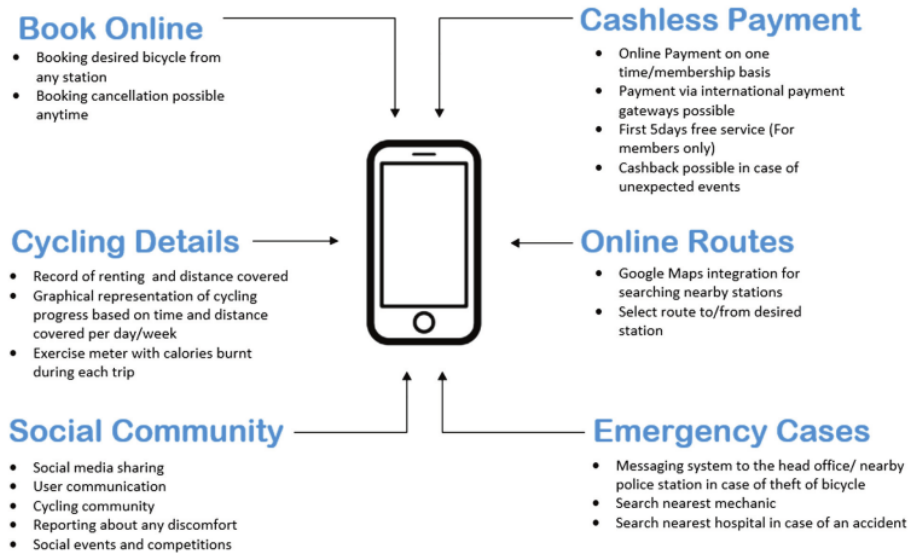 Book Online
• Booking desired bicycle from
any station
• Booking cancellation possible
anytime
Cashless Payment
• Online Payment on one
time/membership basis
• Payment via international payment
gateways possible
• First 5days free service (For
members only)
• Cashback possible in case of
unexpected events
Cycling Details
• Record of renting and distance covered
• Graphical representation of cycling
progress based on time and distance
covered per day/week
• Exercise meter with calories burnt
during each trip
Online Routes
• Google Maps integration for
searching nearby stations
• Select route to/from desired
station
Social Community
• Social media sharing
• User communication
• Cycling community
• Reporting about any discomfort
• Social events and competitions
Emergency Cases
• Messaging system to the head office/ nearby
police station in case of theft of bicycle
• Search nearest mechanic
• Search nearest hospital in case of an accident